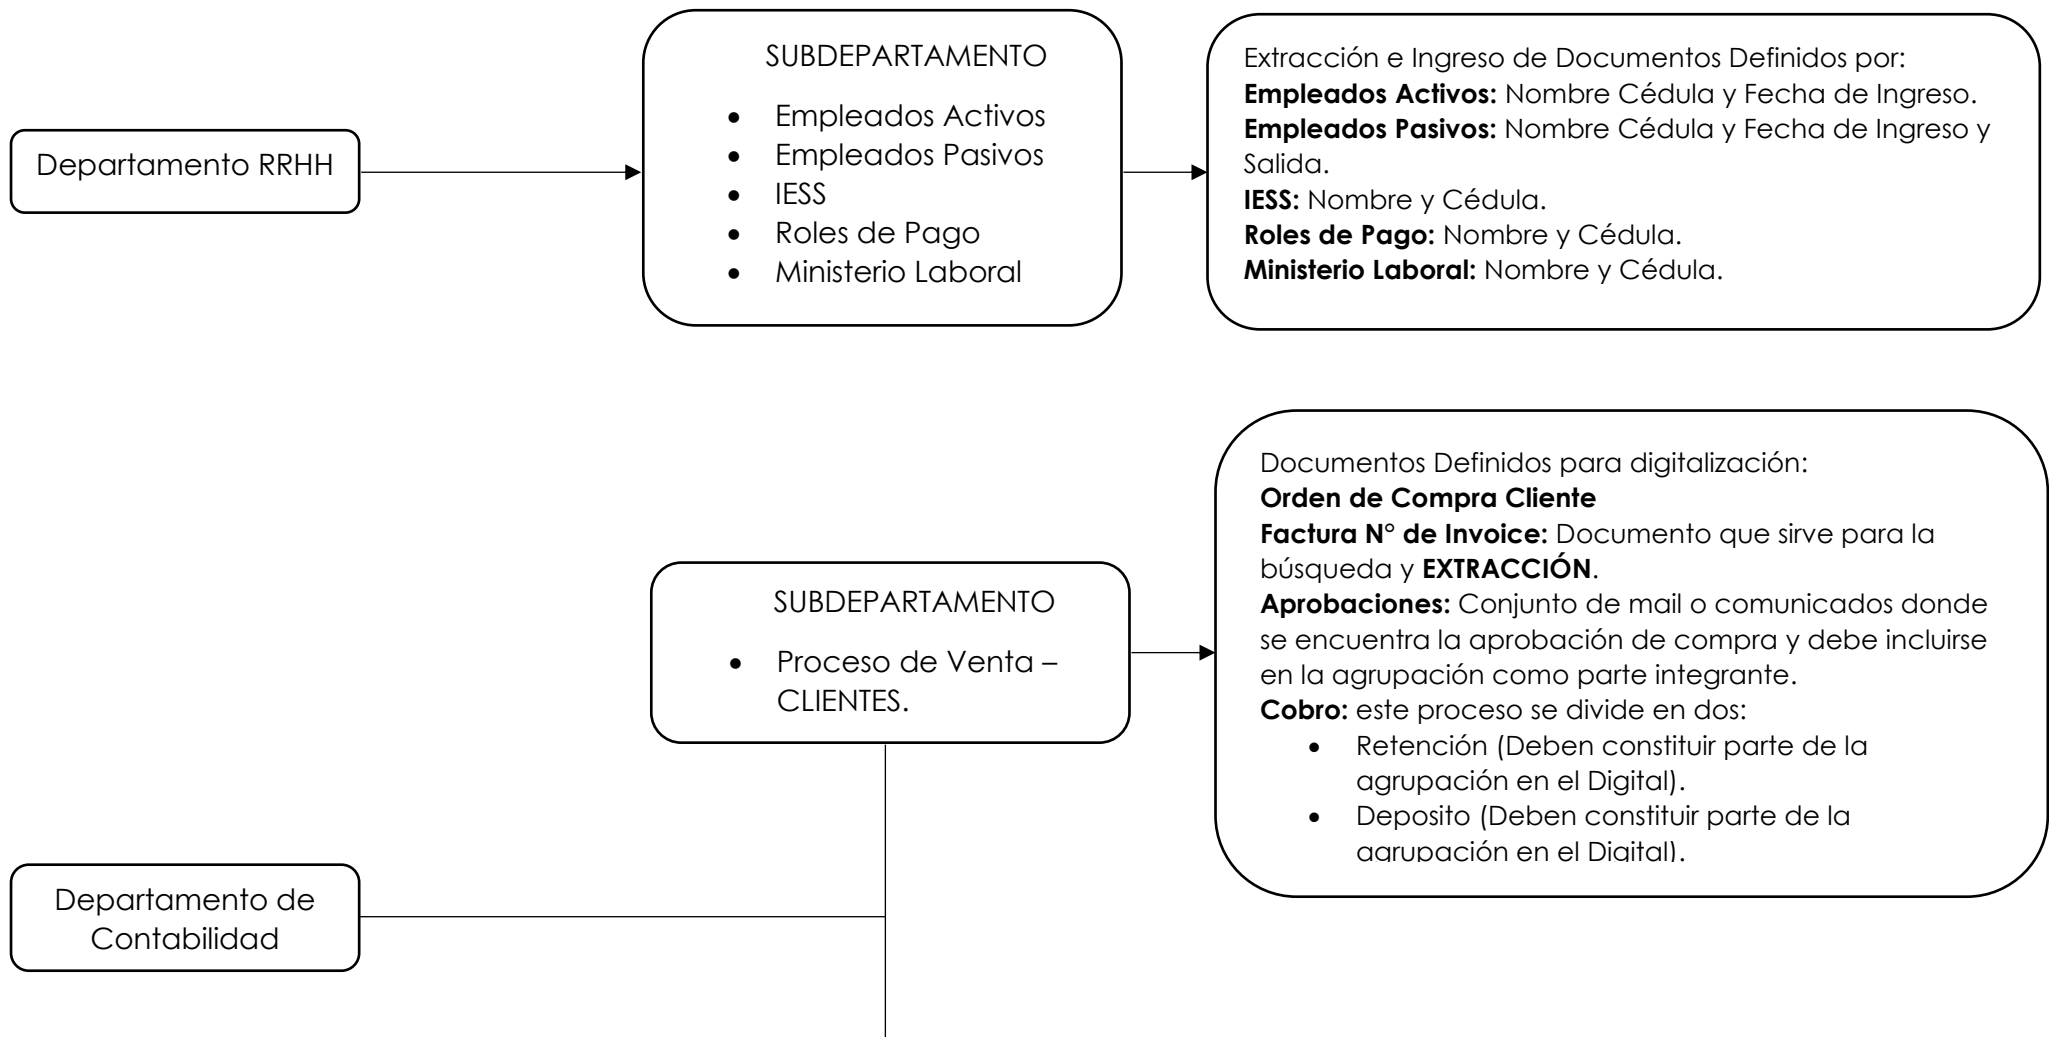 Departamento RRHH
SUBDEPARTAMENTO
• Empleados Activos
• Empleados Pasivos
• IESS
• Roles de Pago
• Ministerio Laboral
Extracción e Ingreso de Documentos Definidos por:
Empleados Activos: Nombre Cédula y Fecha de Ingreso.
Empleados Pasivos: Nombre Cédula y Fecha de Ingreso y
Salida.
IESS: Nombre y Cédula.
Roles de Pago: Nombre y Cédula.
Ministerio Laboral: Nombre y Cédula.
Departamento de
Contabilidad
SUBDEPARTAMENTO
• Proceso de Venta –
CLIENTES.
Documentos Definidos para digitalización:
Orden de Compra Cliente
Factura N° de Invoice: Documento que sirve para la
búsqueda y EXTRACCIÓN.
Aprobaciones: Conjunto de mail o comunicados donde
se encuentra la aprobación de compra y debe incluirse
en la agrupación como parte integrante.
Cobro: este proceso se divide en dos:
• Retención (Deben constituir parte de la
agrupación en el Digital).
• Deposito (Deben constituir parte de la
agrupación en el Digital).